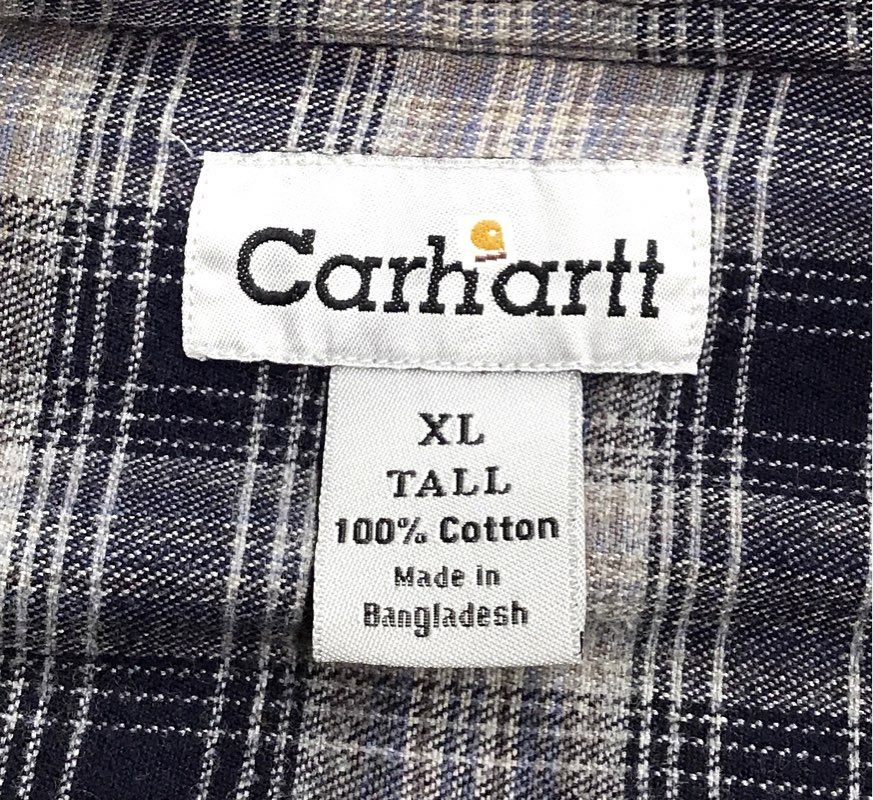 Carhartt
XL
TALL
100% Cotton
Made in
Bangladesh